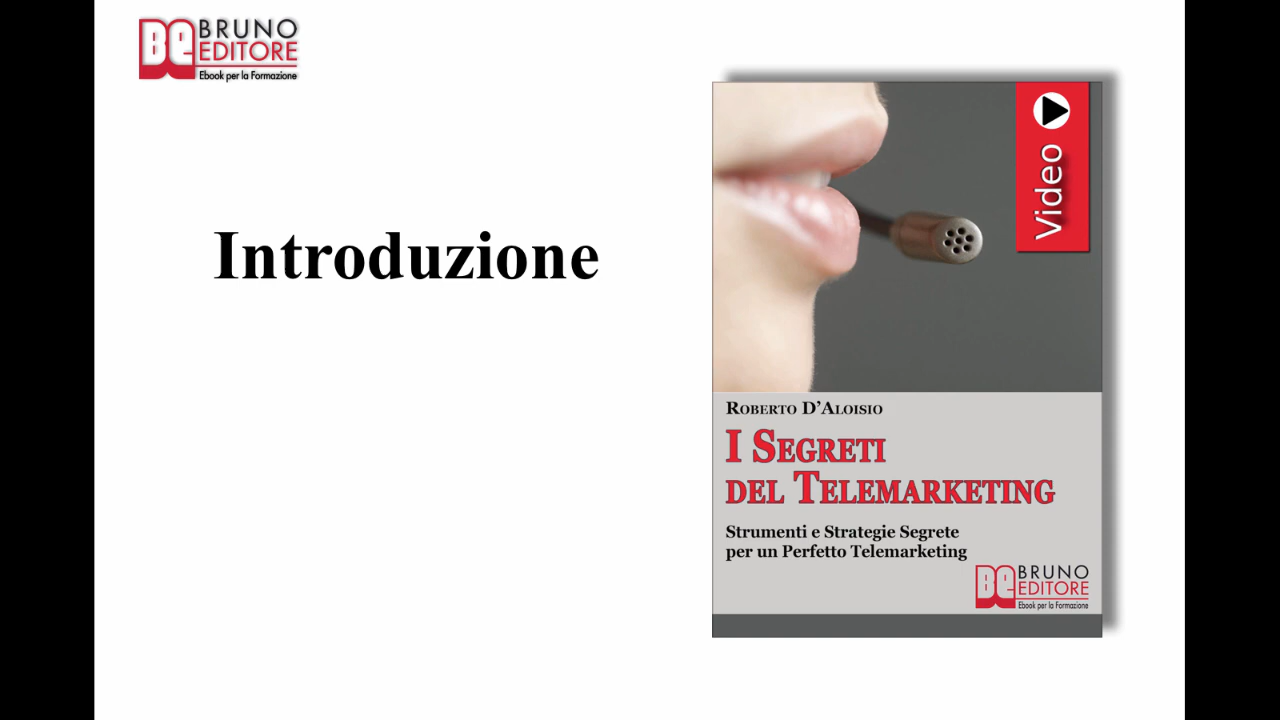 BRUNO
EDITORE
Ebook per la Formazione
Introduzione
Video
ROBERTO D'ALOISIO
I SEGRETI
DEL TELEMARKETING
Strumenti e Strategie Segrete
per un Perfetto Telemarketing
BRUNO
EDITORE
Ebook per la Formazione